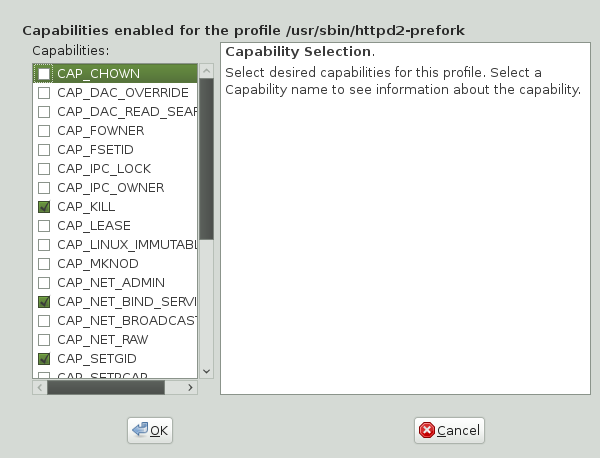 Capabilities enabled for the profile /usr/sbin/httpd2-prefork
Capabilities:
CAP_CHOWN
CAP_DAC_OVERRIDE
CAP_DAC_READ_SEAR
CAP_FOWNER
CAP_FSETID
CAP_IPC_LOCK
CAP_IPC_OWNER
CAP_KILL
CAP_LEASE
CAP_LINUX_IMMUTABL
CAP_MKNOD
CAP_NET_ADMIN
CAP_NET_BIND_SERVI
CAP_NET_BROADCAST
CAP_NET_RAW
CAP_SETGID
CAP_SETPCAP
Capability Selection.
Select desired capabilities for this profile. Select a
Capability name to see information about the capability.
OK
Cancel